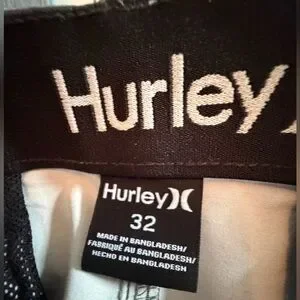 Hurley
Hurley
32
MADE IN BANGLADESH/
FABRIQUÉ AU BANGLADESH/
HECHO EN BANGLADESH